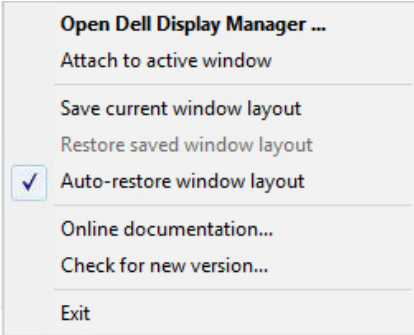 Open Dell Display Manager ...
Attach to active window
Save current window layout
Restore saved window layout
Auto-restore window layout
Online documentation...
Check for new version...
Exit